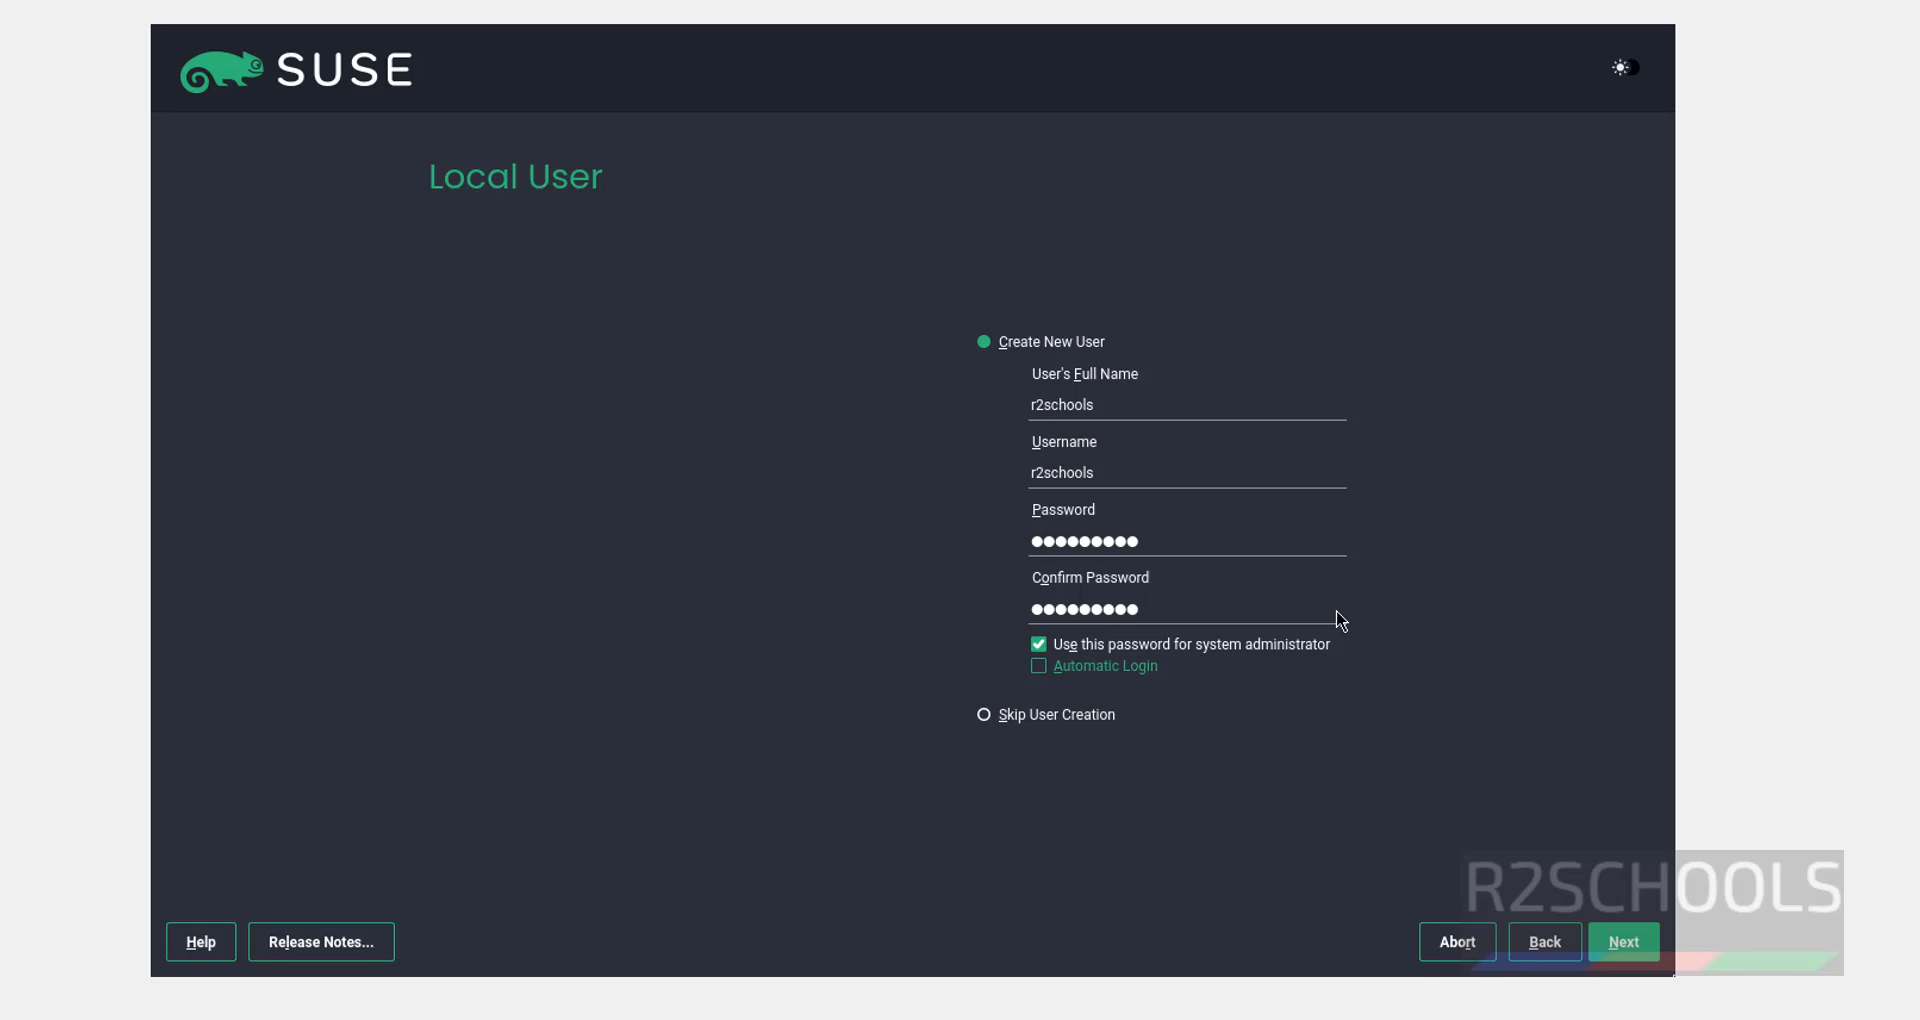 SUSE
Local User
Create New User
User's Full Name
r2schools
Username
r2schools
Password
●●●●●●●●●
Confirm Password
●●●●●●●●●
Use this password for system administrator
Automatic Login
Skip User Creation
R2SCHOOLS
Help
Release Notes...
Abort
Back
Next